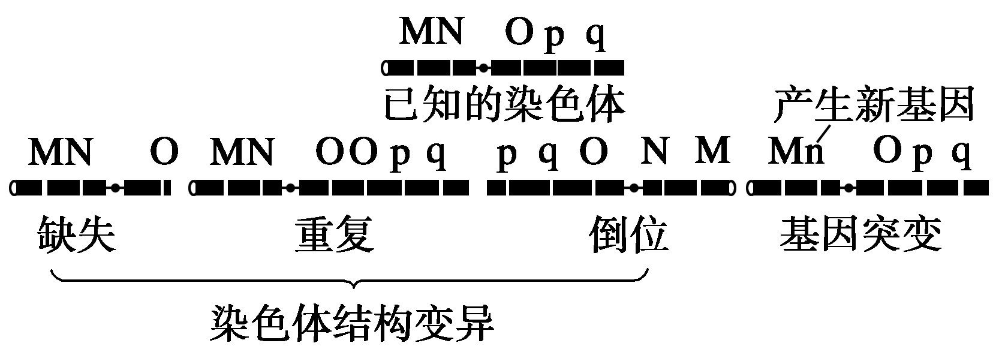 MN O p q
已知的染色体
产生新基因
MN O MN OO p q p q O N M Mn O p q
缺失 重复 倒位 基因突变
染色体结构变异